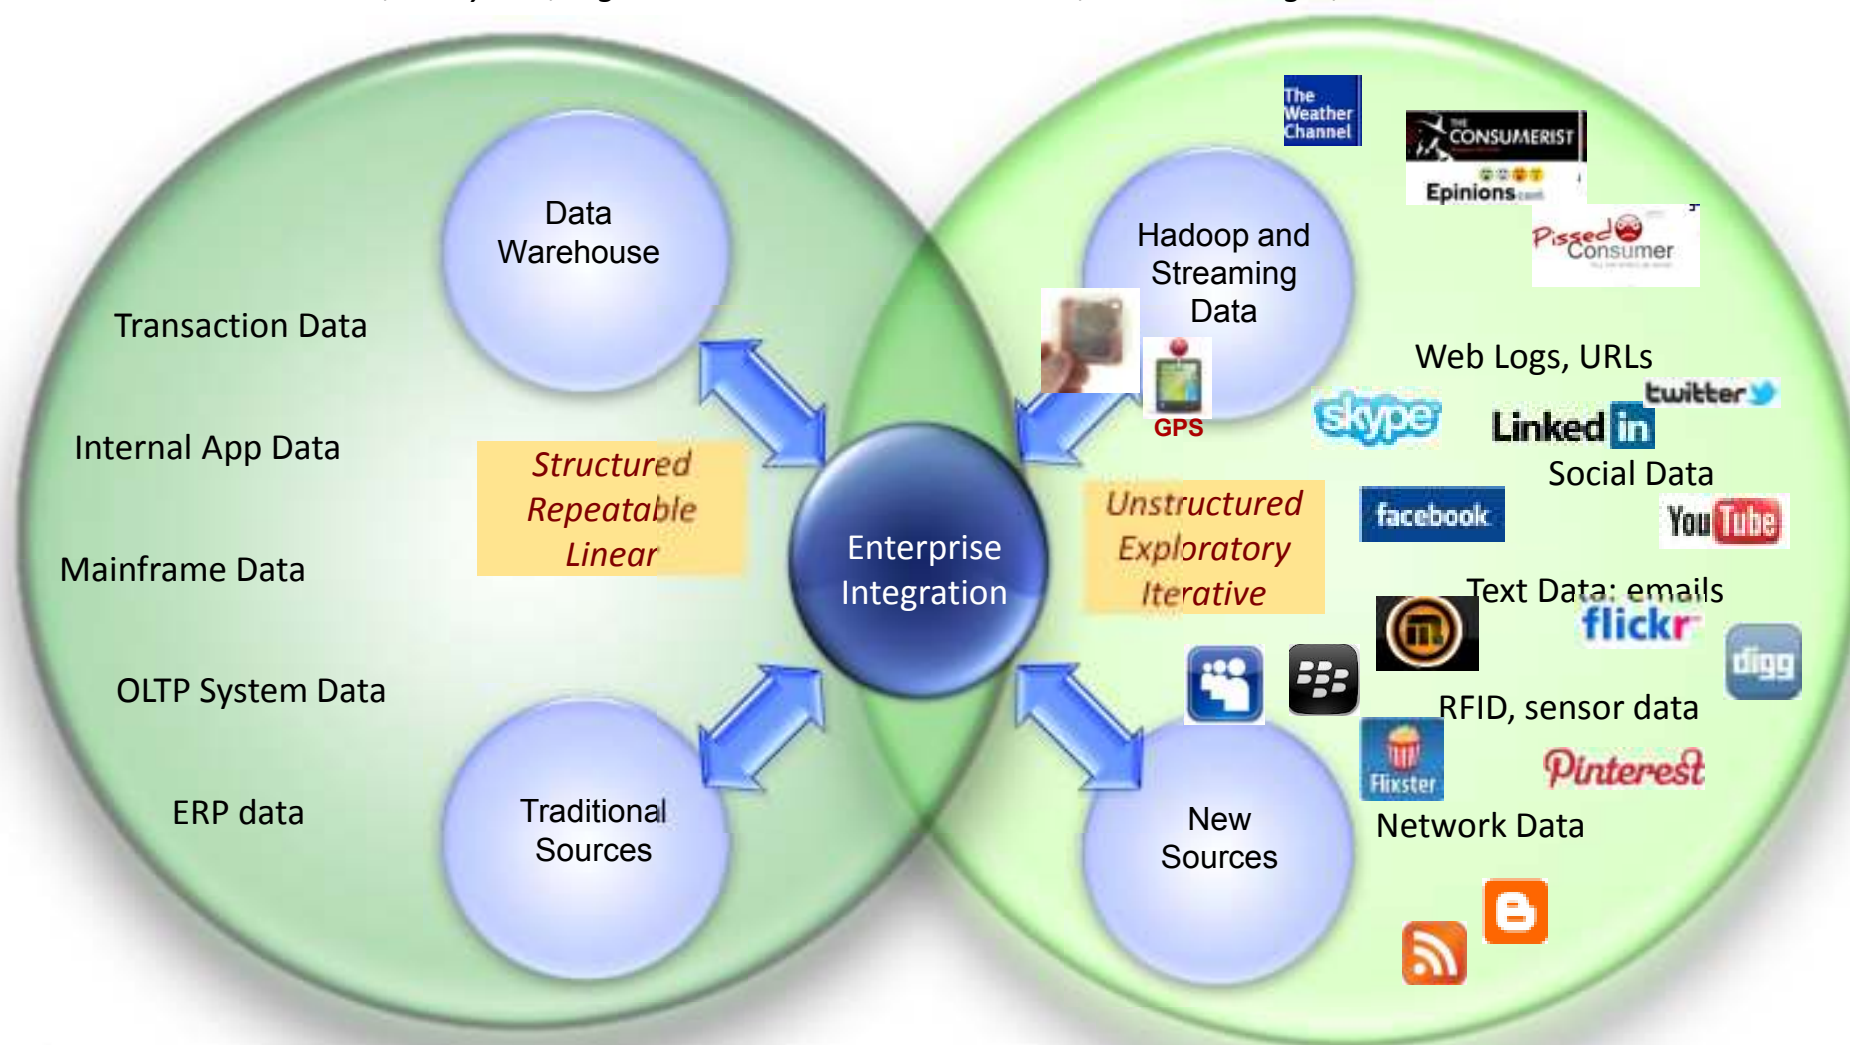 Data
Warehouse
Transaction Data
Internal App Data
Structured
Repeatable
Linear
Mainframe Data
OLTP System Data
ERP data
Traditional
Sources
Enterprise
Integration
The
Weather
Channel
THE
CONSUMERIST
Epinions.com
Pissed
Consumer
Hadoop and
Streaming
Data
GPS
Web Logs, URLs
twitter
skype
Linked in
Social Data
Unstructured
Exploratory
Iterative
facebook
YouTube
Text Data: emails
flickr
digg
RFID, sensor data
Flixster
Pinterest
New
Sources
Network Data